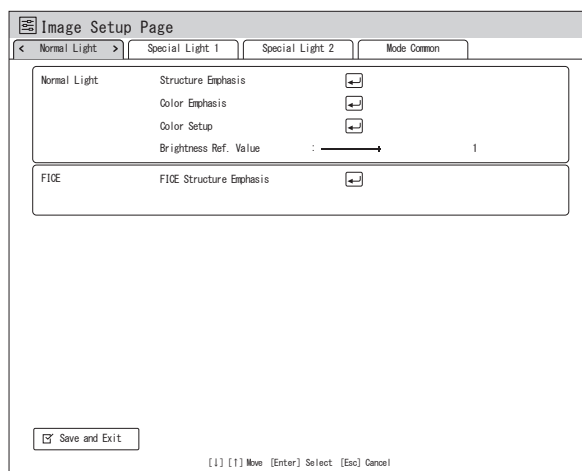 Image Setup Page
< Normal Light > Special Light 1 Special Light 2 Mode Common
Normal Light Structure Emphasis
Color Emphasis
Color Setup
Brightness Ref. Value : 1
FICE FICE Structure Emphasis
Save and Exit
[↓] [↑] Move [Enter] Select [Esc] Cancel